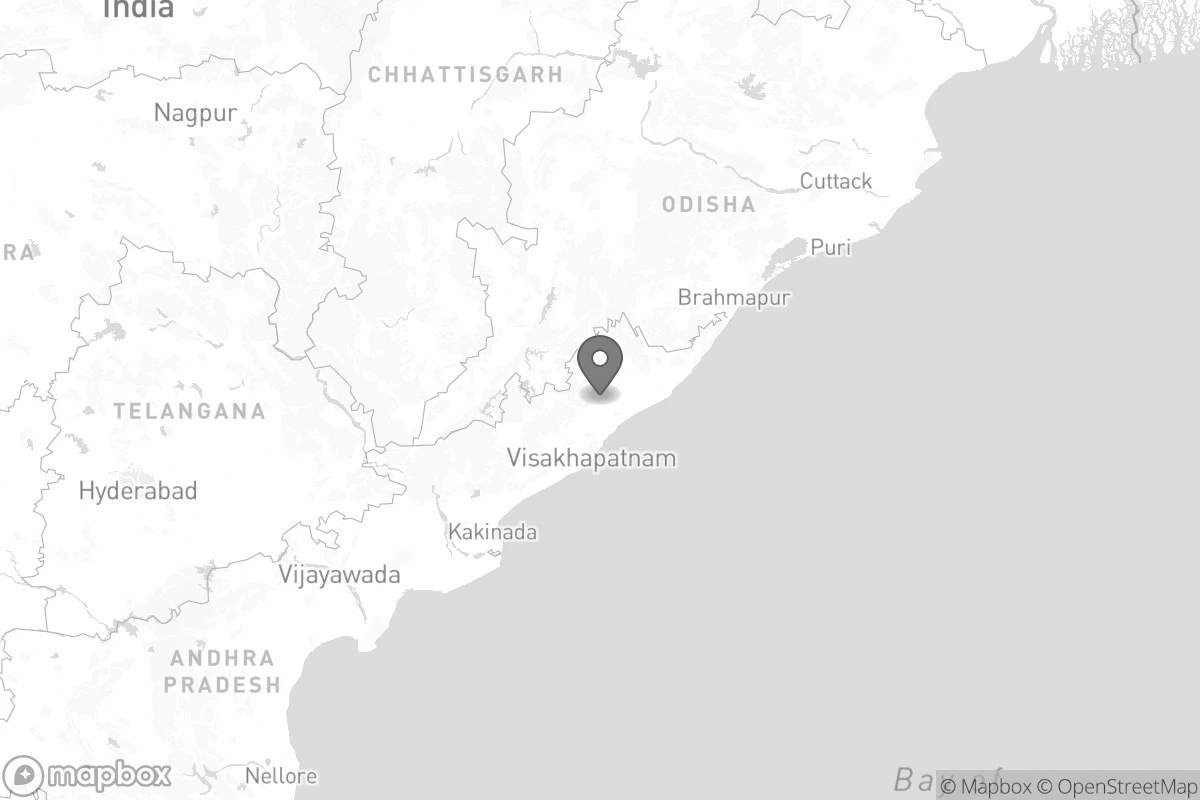 India
CHHATTISGARH
Nagpur
Cuttack
ODISHA
RA
Puri
Brahmapur
TELANGANA
Visakhapatnam
Hyderabad
Kakinada
Vijayawada
ANDHRA
PRADESH
Nellore
mapbox
Bay of
© Mapbox © OpenStreetMap